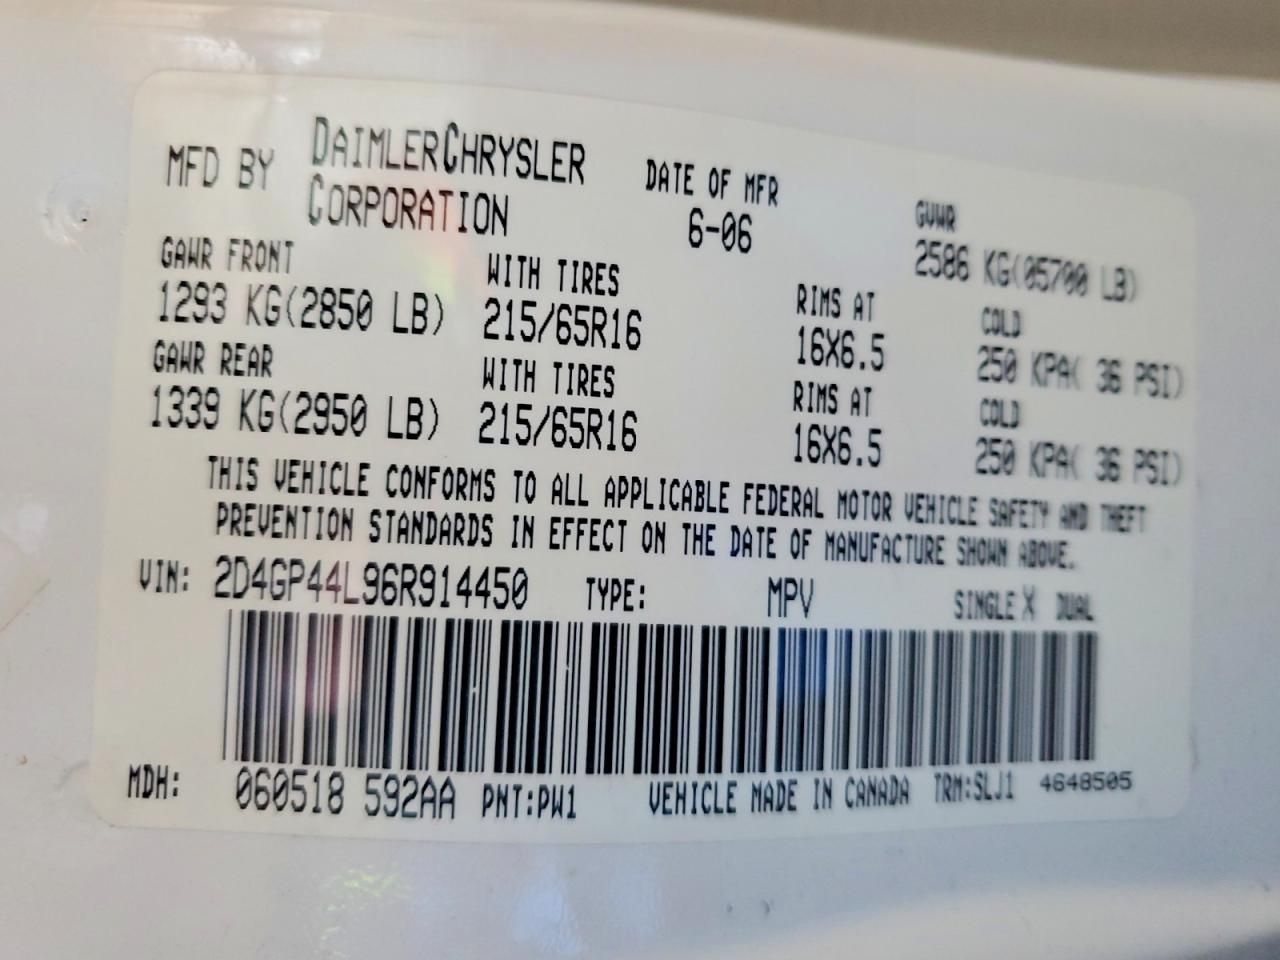 MFD BY DAIMLERCHRYSLER CORPORATION DATE OF MFR 6-06 GVWR 2586 KG(05700 LB)
GAWR FRONT WITH TIRES RIMS AT COLD
1293 KG(2850 LB) 215/65R16 16X6.5 250 KPA( 36 PSI)
GAWR REAR WITH TIRES RIMS AT COLD
1339 KG(2950 LB) 215/65R16 16X6.5 250 KPA( 36 PSI)
THIS VEHICLE CONFORMS TO ALL APPLICABLE FEDERAL MOTOR VEHICLE SAFETY AND THEFT
PREVENTION STANDARDS IN EFFECT ON THE DATE OF MANUFACTURE SHOWN ABOVE.
VIN: 2D4GP44L96R914450 TYPE: MPV SINGLE X DUAL
MDH: 060518 592AA PNT:PW1 VEHICLE MADE IN CANADA TRM:SLJ1 4648505